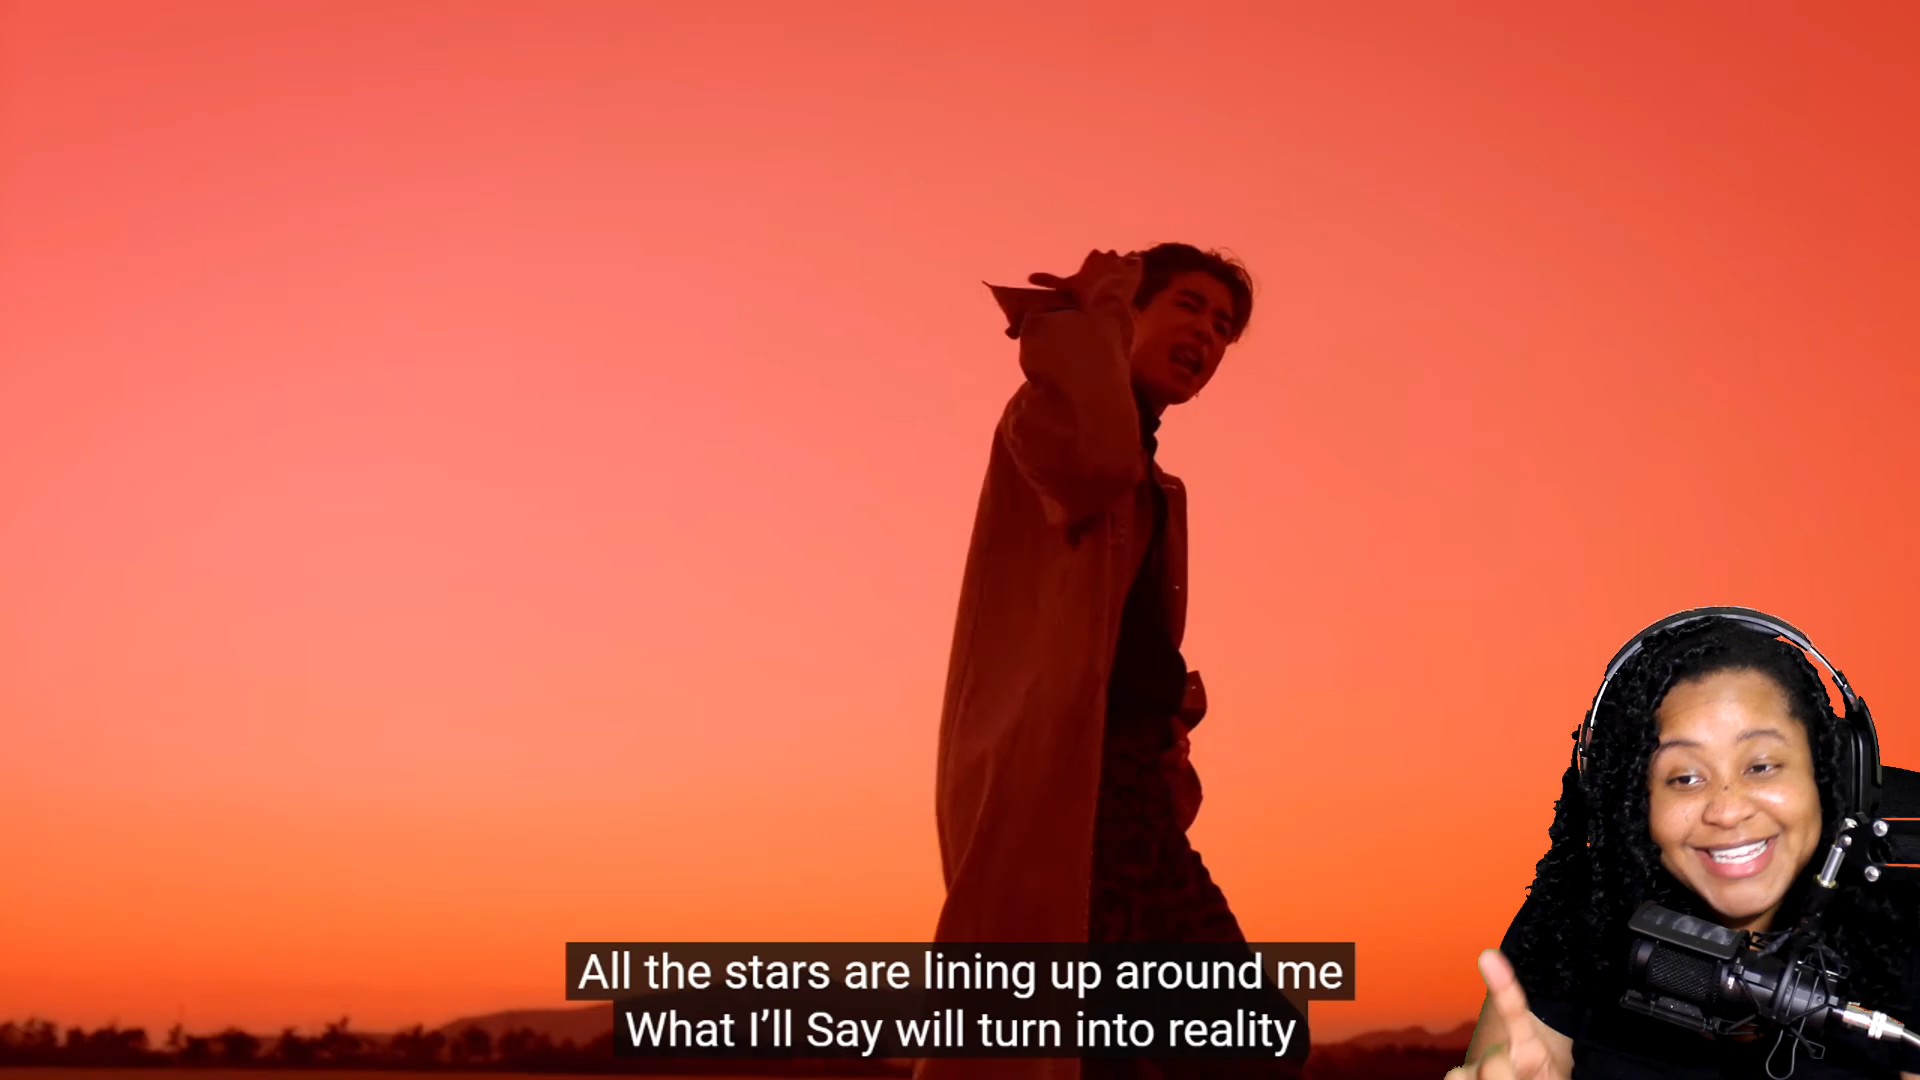 All the stars are lining up around me
What I’ll Say will turn into reality